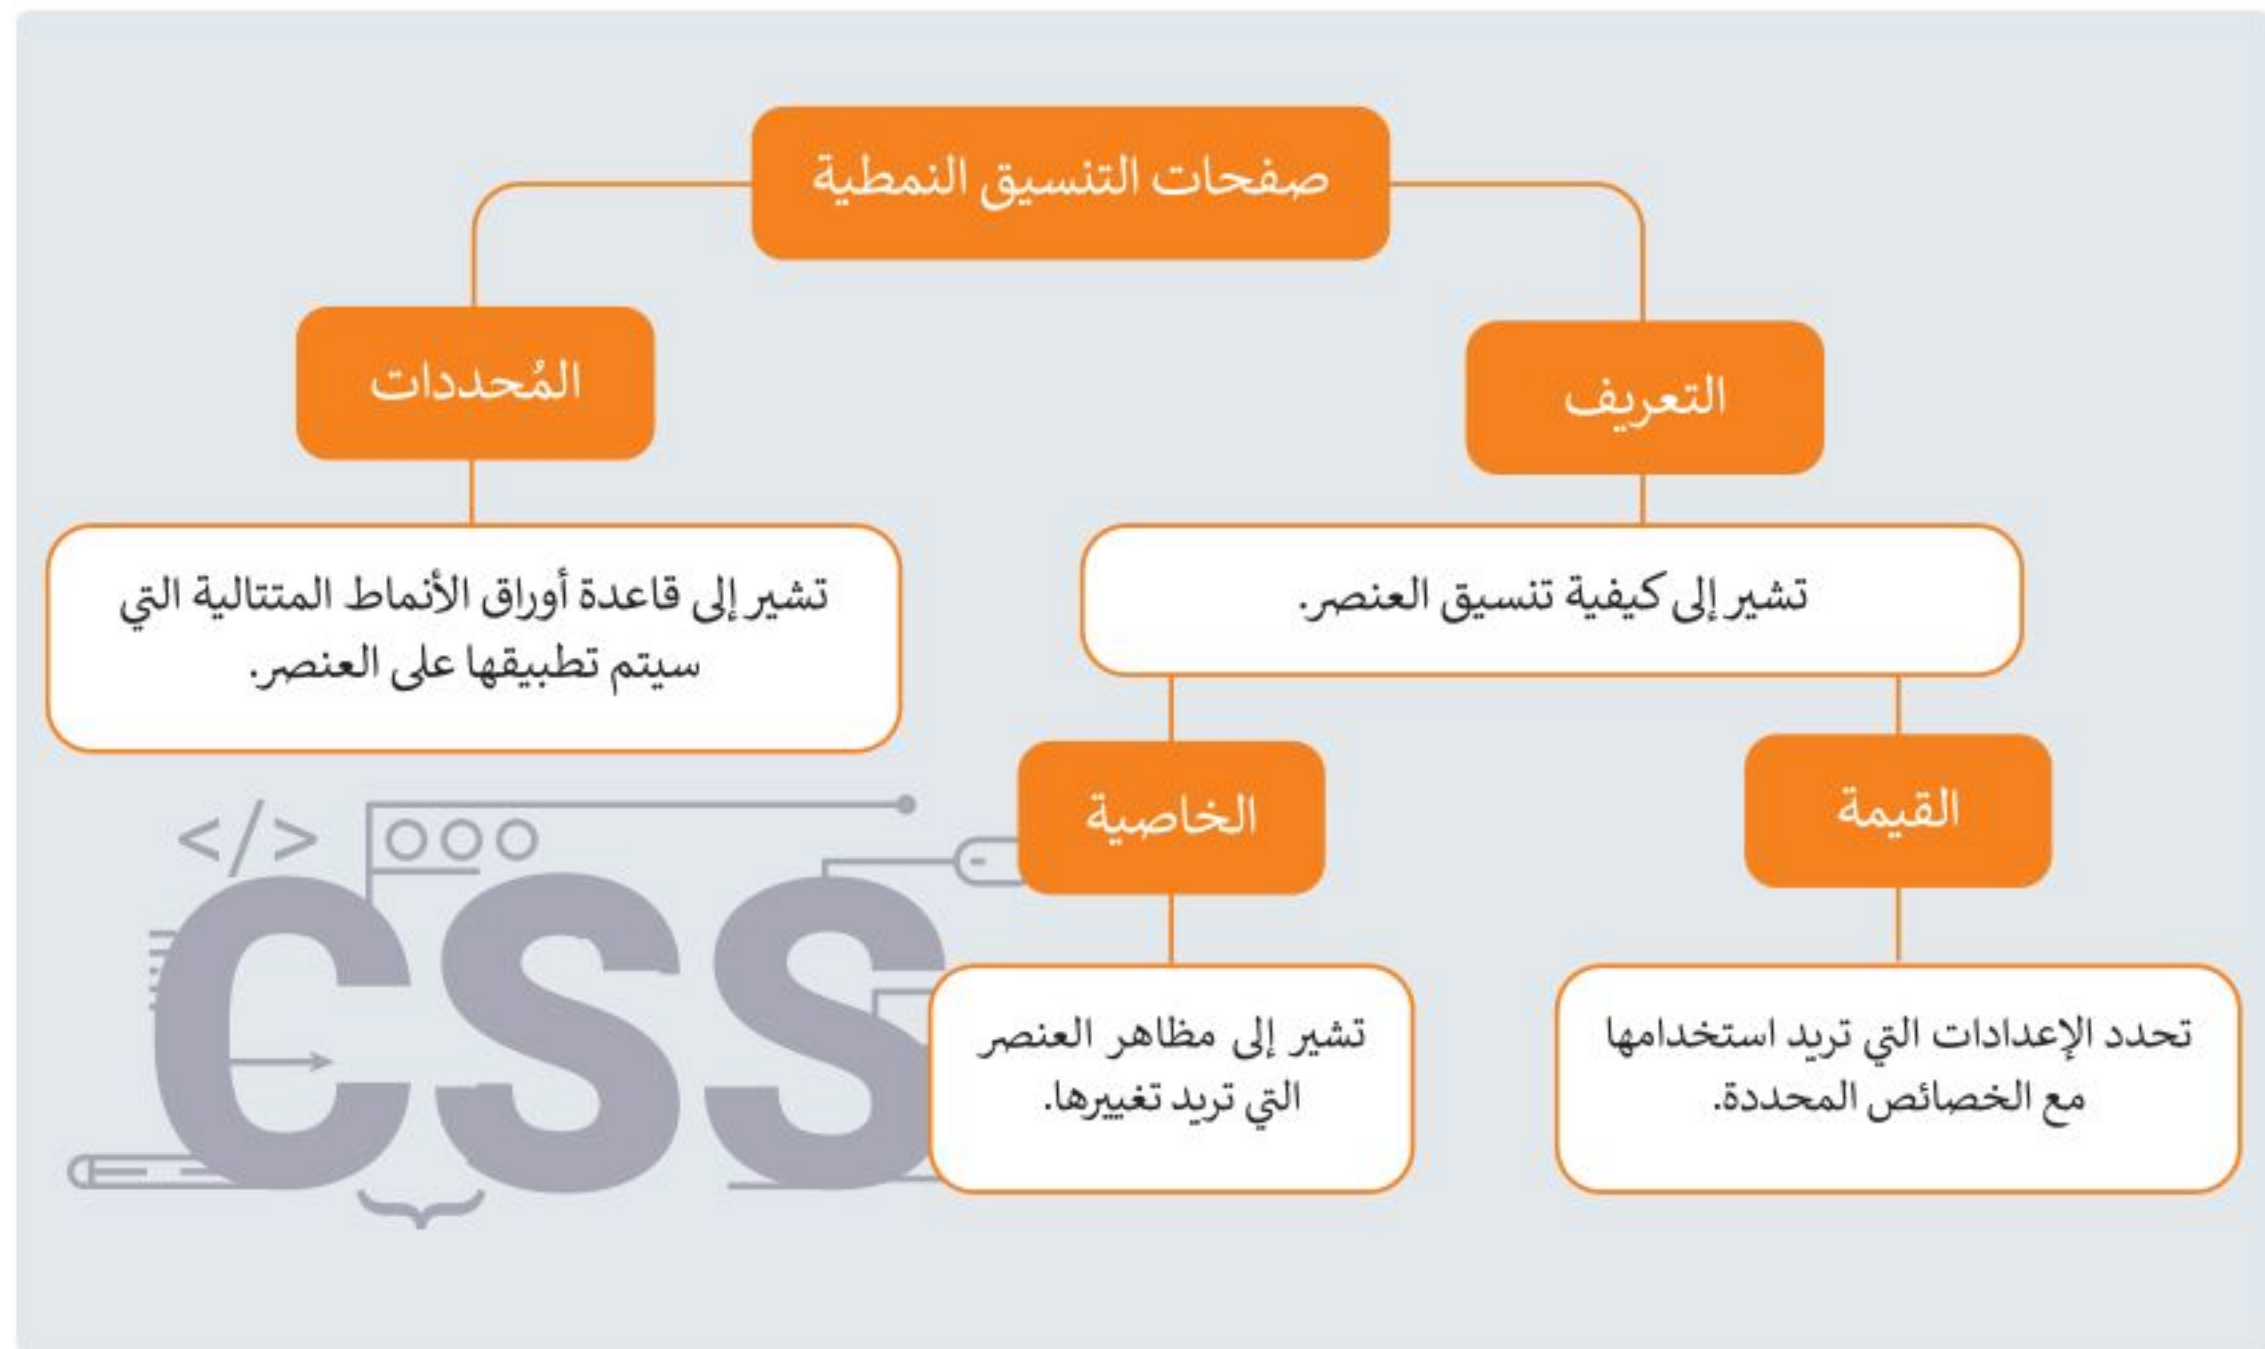 صفحات التنسيق النمطية
التعريف
المُحددات
تشير إلى كيفية تنسيق العنصر.
تشير إلى قاعدة أوراق الأنماط المتتالية التي
سيتم تطبيقها على العنصر.
القيمة
الخاصية
تحدد الإعدادات التي تريد استخدامها
مع الخصائص المحددة.
تشير إلى مظاهر العنصر
التي تريد تغييرها.
</>
CSS